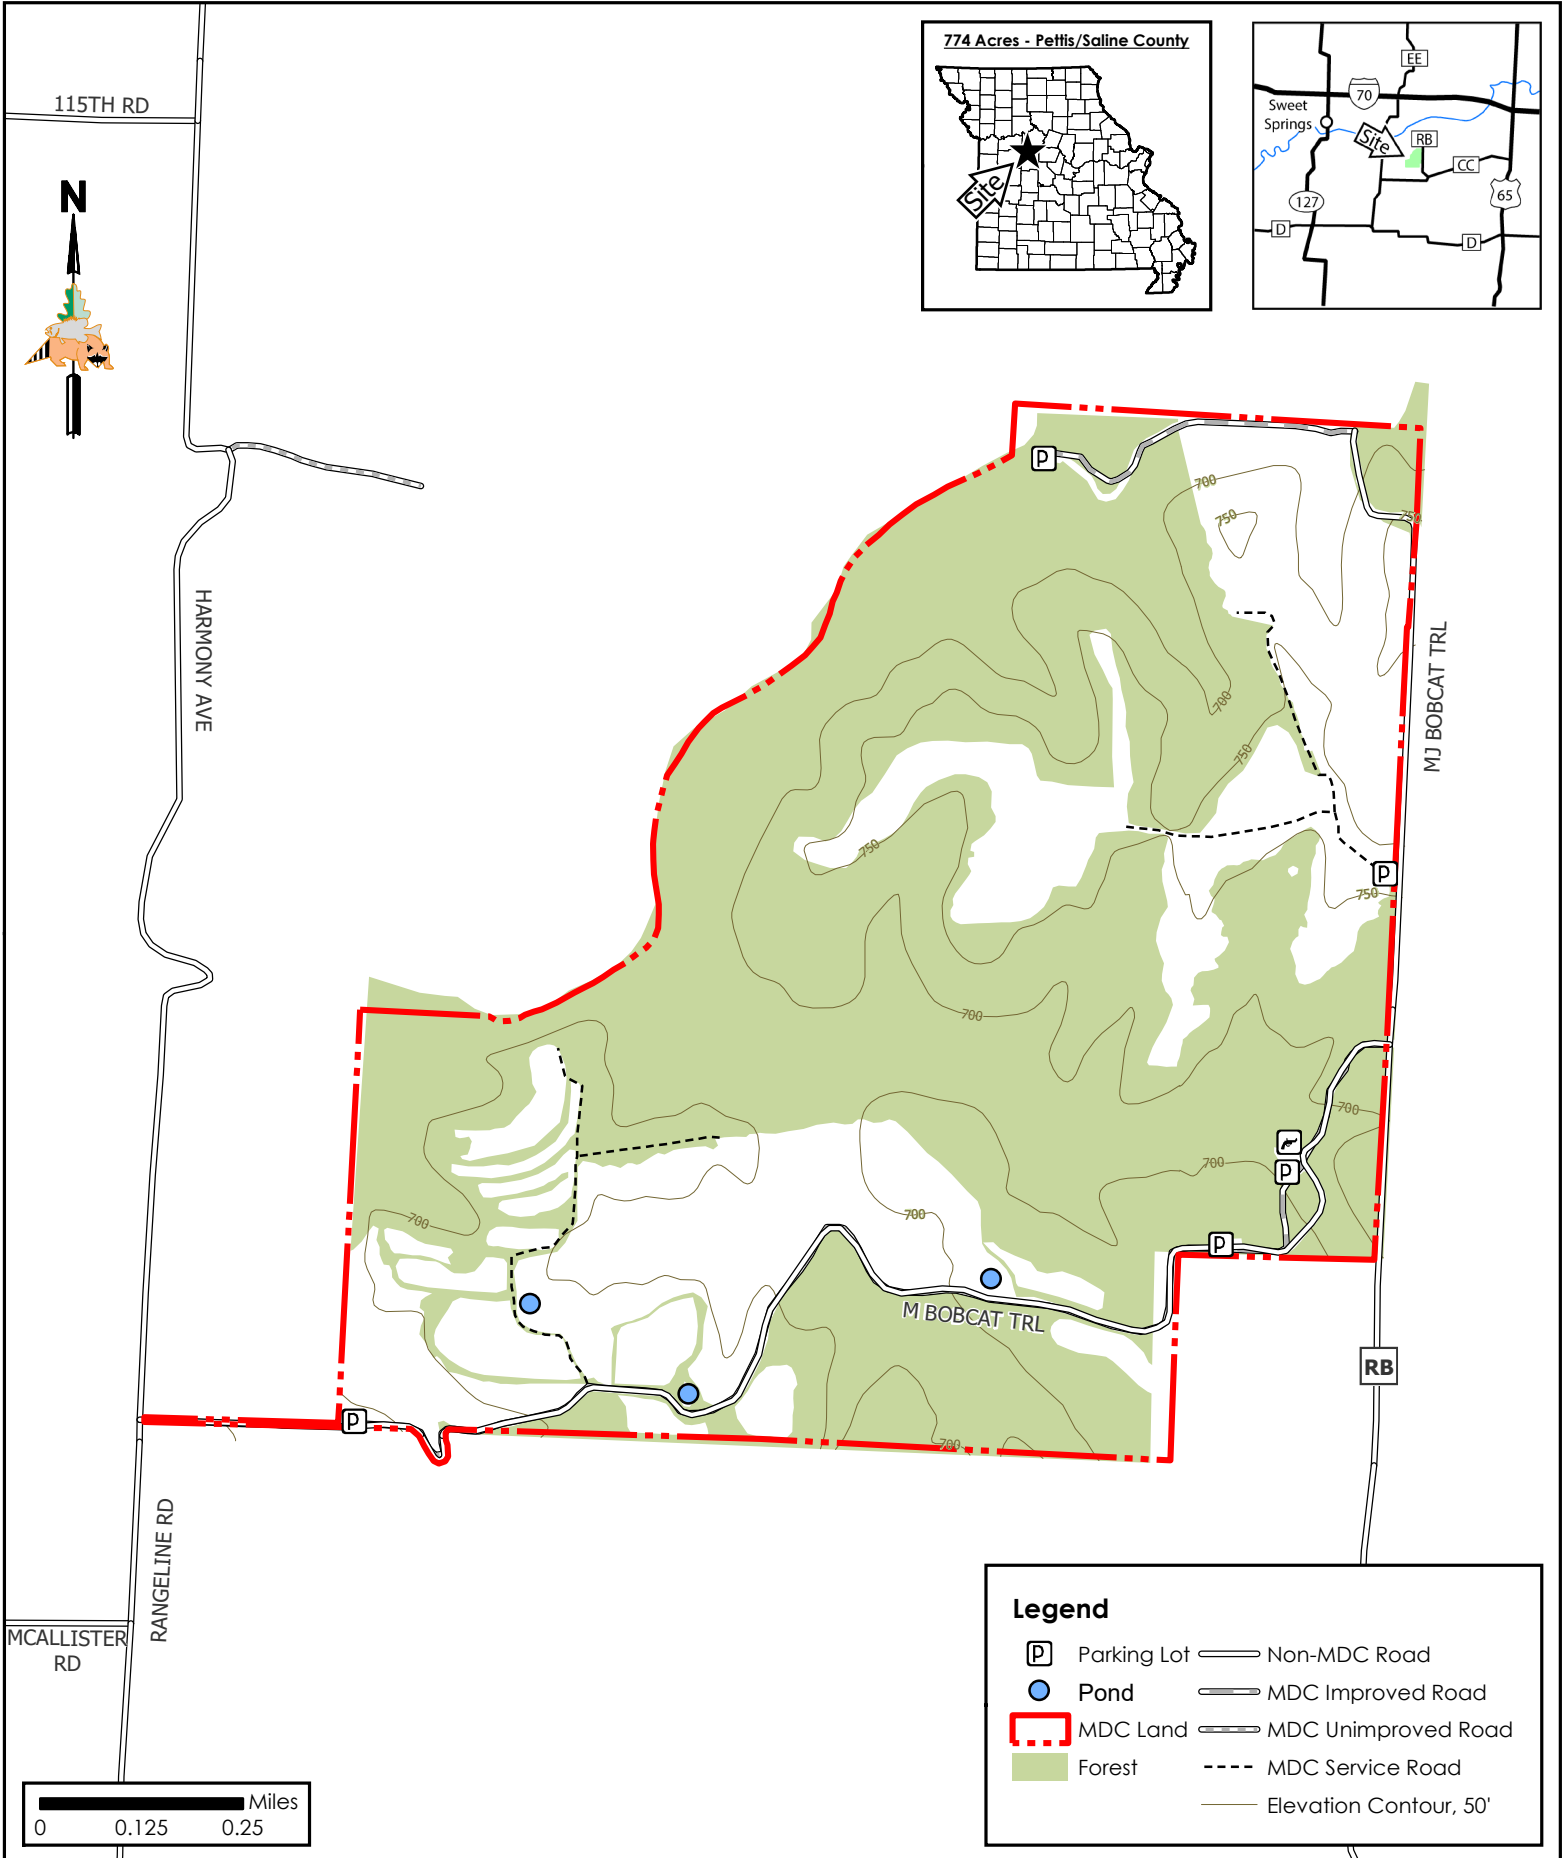 774 Acres - Pettis/Saline County
Site
EE
70
Sweet
Springs
Site
RB
CC
127
65
D
D
115TH RD
N
HARMONY AVE
P
700
750
750
MJ BOBCAT TRL
700
750
750
P
750
700
700
P
700
700
700
P
M BOBCAT TRL
RB
P
700
RANGELINE RD
MCALLISTER
RD
Legend
P Parking Lot
Non-MDC Road
Pond
MDC Improved Road
MDC Land
MDC Unimproved Road
Forest
MDC Service Road
Elevation Contour, 50'
Miles
0 0.125 0.25